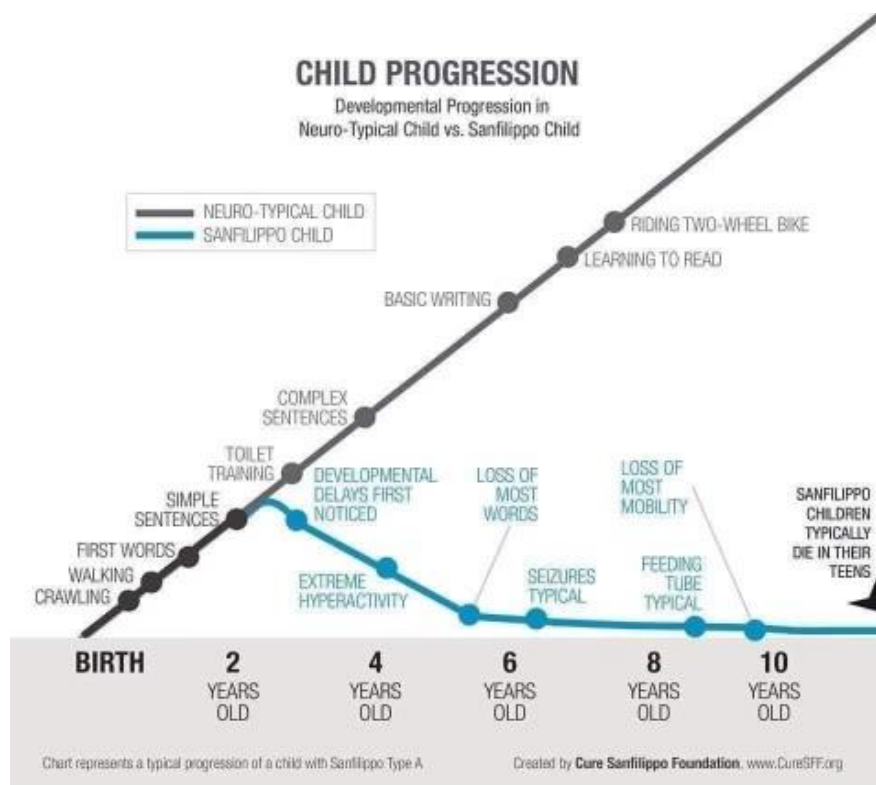 CHILD PROGRESSION
Developmental Progression in
Neuro-Typical Child vs. Sanfilippo Child
NEURO-TYPICAL CHILD
SANFILIPPO CHILD
RIDING TWO-WHEEL BIKE
LEARNING TO READ
BASIC WRITING
COMPLEX
SENTENCES
TOILET
TRAINING
SIMPLE
SENTENCES
FIRST WORDS
WALKING
CRAWLING
DEVELOPMENTAL
DELAYS FIRST
NOTICED
EXTREME
HYPERACTIVITY
LOSS OF
MOST
WORDS
SEIZURES
TYPICAL
LOSS OF
MOST
MOBILITY
FEEDING
TUBE
TYPICAL
SANFILIPPO
CHILDREN
TYPICALLY
DIE IN THEIR
TEENS
BIRTH
2
YEARS
OLD
4
YEARS
OLD
6
YEARS
OLD
8
YEARS
OLD
10
YEARS
OLD
Chart represents a typical progression of a child with Sanfilippo Type A
Created by Cure Sanfilippo Foundation, www.CureSFF.org